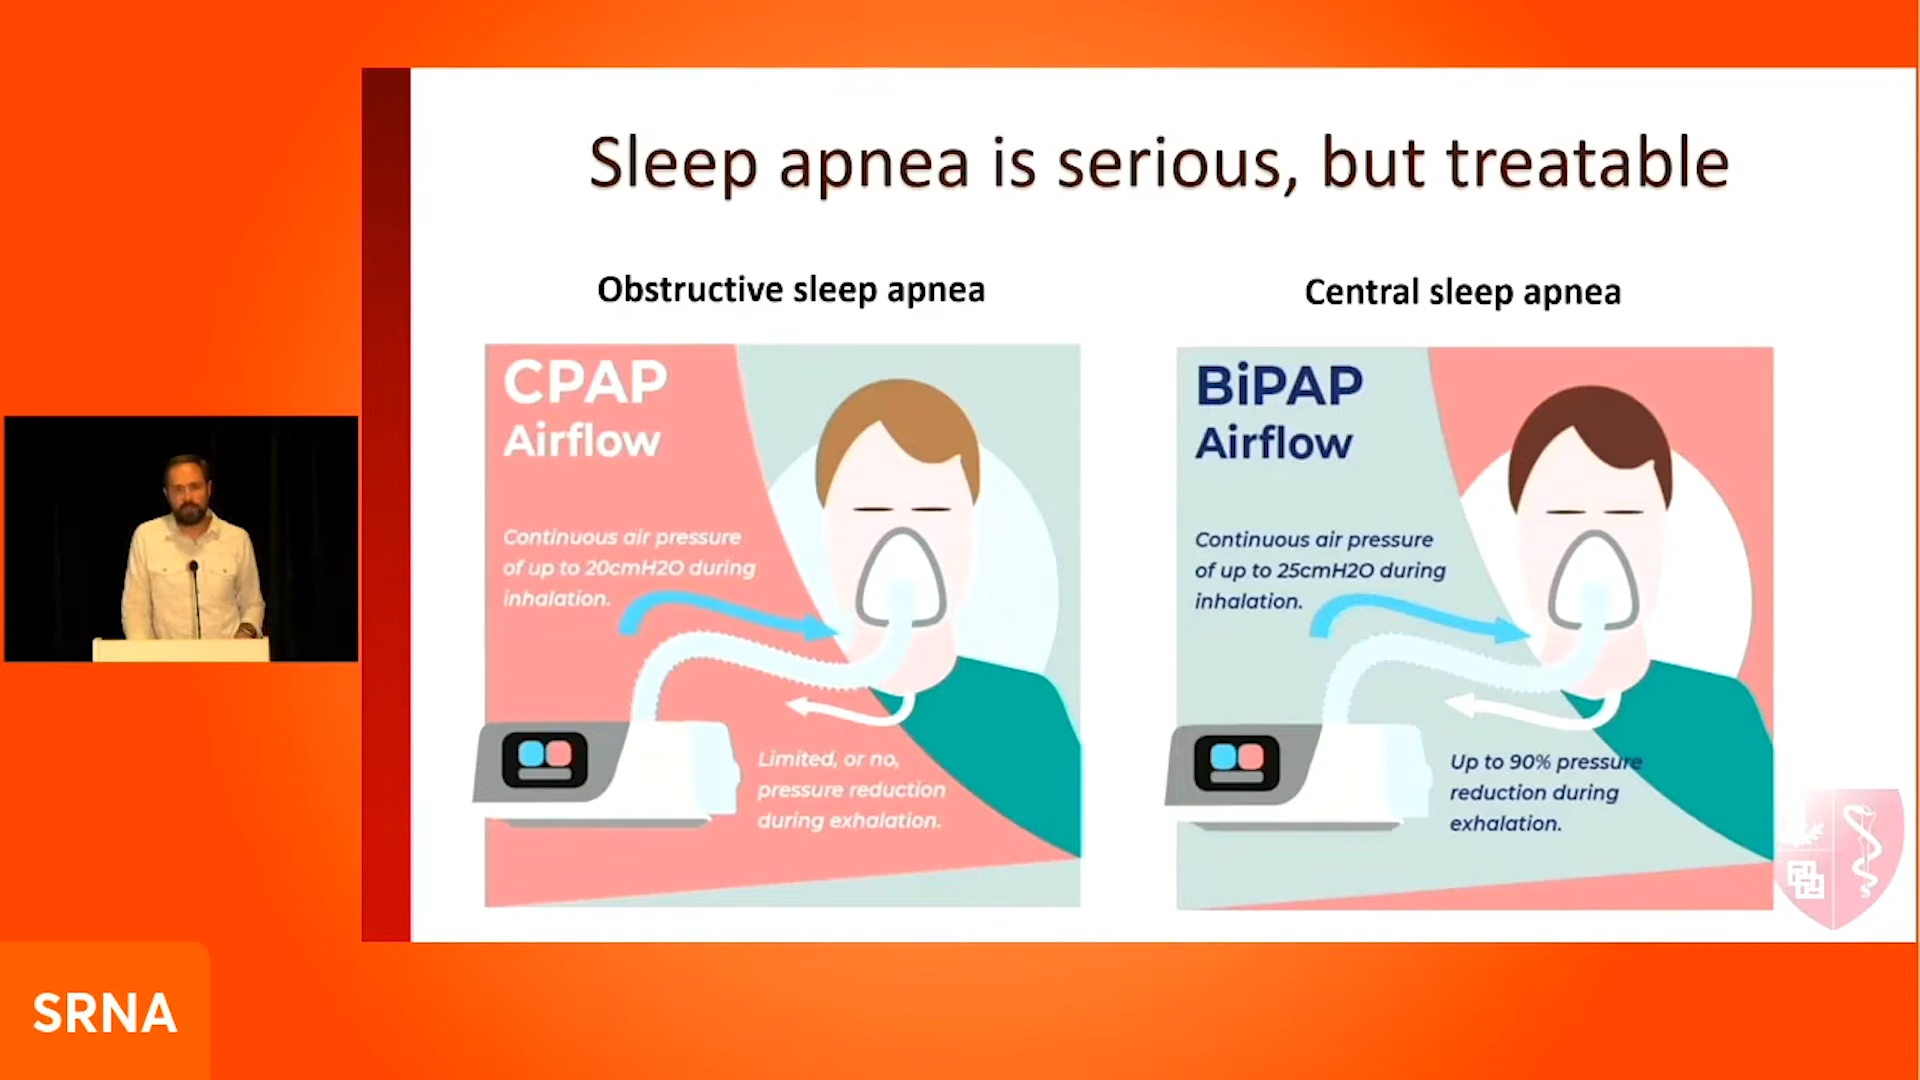 Sleep apnea is serious, but treatable
Obstructive sleep apnea
CPAP
Airflow
Continuous air pressure
of up to 20cmH2O during
inhalation.
Limited, or no,
pressure reduction
during exhalation.
Central sleep apnea
BiPAP
Airflow
Continuous air pressure
of up to 25cmH2O during
inhalation.
Up to 90% pressure
reduction during
exhalation.
SRNA